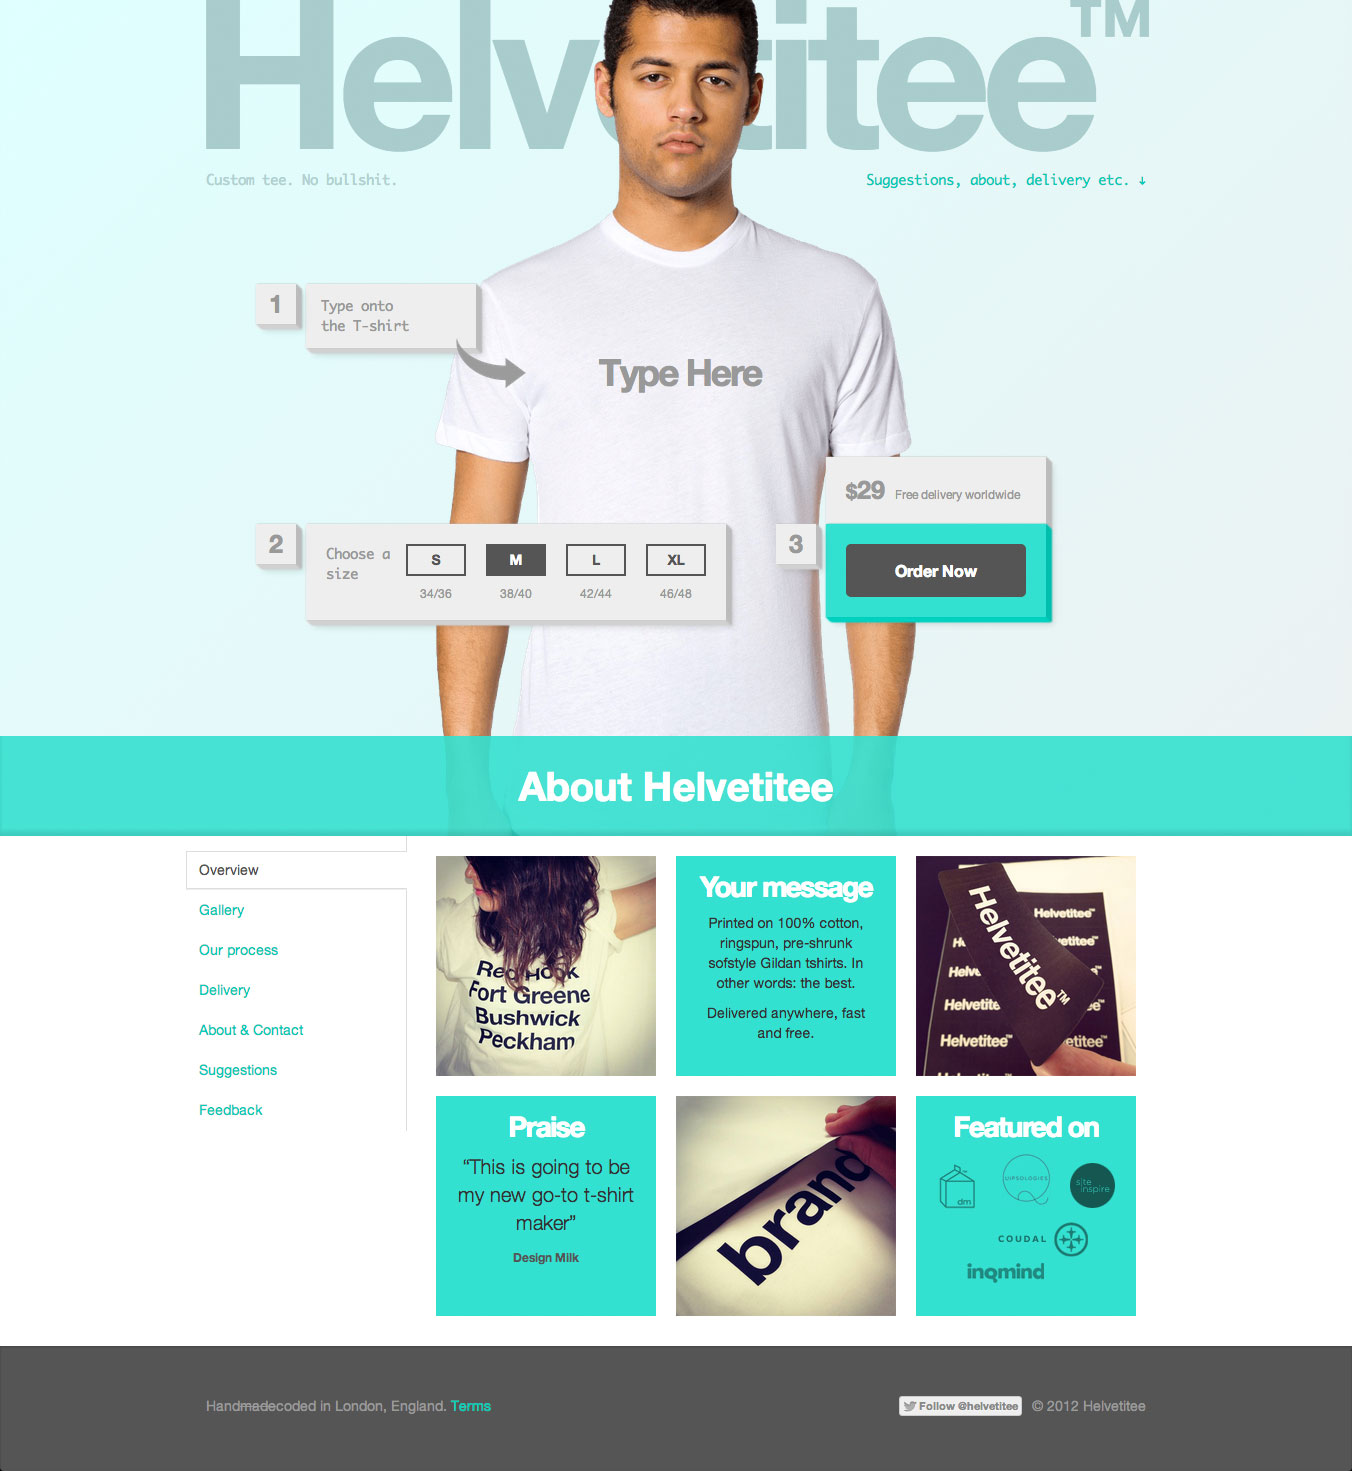 Helvetitee™
Custom tee. No bullshit.
Suggestions, about, delivery etc. ↓
1
Type onto
the T-shirt
Type Here
2
Choose a
size
S
M
L
XL
34/36
38/40
42/44
46/48
3
$29 Free delivery worldwide
Order Now
About Helvetitee
Overview
Gallery
Our process
Delivery
About & Contact
Suggestions
Feedback
Red Hook
Fort Greene
Bushwick
Peckham
Your message
Printed on 100% cotton,
ringspun, pre-shrunk
sofstyle Gildan tshirts. In
other words: the best.
Delivered anywhere, fast
and free.
Helvetitee™
Helvetitee™
Helvetitee™
Praise
“This is going to be
my new go-to t-shirt
maker”
Design Milk
brand
Featured on
dm
QUIPSOLOGIES
site
inspire
COUDAL
inqmind
Handmadecoded in London, England. Terms
Follow @helvetitee
© 2012 Helvetitee